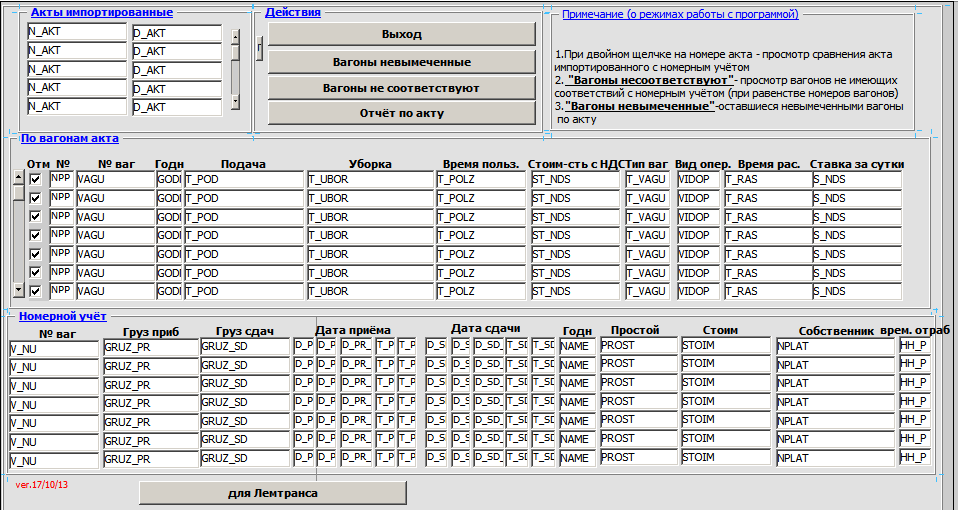 Акты импортированные
N_AKT D_AKT
N_AKT D_AKT
N_AKT D_AKT
N_AKT D_AKT
N_AKT D_AKT
Действия
Выход
Вагоны невымеченные
Вагоны не соответствуют
Отчёт по акту
Примечание (о режимах работы с программой)
1.При двойном щелчке на номере акта - просмотр сравнения акта
импортированного с номерным учётом
2. "Вагоны несоответствуют"- просмотр вагонов не имеющих
соответствий с номерным учётом (при равенстве номеров вагонов)
3."Вагоны невымеченные"-оставшиеся невымеченными вагоны
по акту
По вагонам акта
Отм № № ваг Годн Подача Уборка Время польз. Стоим-сть с НДС Тип ваг Вид опер. Время рас. Ставка за сутки
NPP VAGU GODI T_POD T_UBOR T_POLZ ST_NDS T_VAGU VIDOP T_RAS S_NDS
NPP VAGU GODI T_POD T_UBOR T_POLZ ST_NDS T_VAGU VIDOP T_RAS S_NDS
NPP VAGU GODI T_POD T_UBOR T_POLZ ST_NDS T_VAGU VIDOP T_RAS S_NDS
NPP VAGU GODI T_POD T_UBOR T_POLZ ST_NDS T_VAGU VIDOP T_RAS S_NDS
NPP VAGU GODI T_POD T_UBOR T_POLZ ST_NDS T_VAGU VIDOP T_RAS S_NDS
NPP VAGU GODI T_POD T_UBOR T_POLZ ST_NDS T_VAGU VIDOP T_RAS S_NDS
NPP VAGU GODI T_POD T_UBOR T_POLZ ST_NDS T_VAGU VIDOP T_RAS S_NDS
Номерной учёт
№ ваг Груз приб Груз сдач Дата приёма Дата сдачи Годн Простой Стоим Собственник врем. отраб
V_NU GRUZ_PR GRUZ_SD D_P D_P D_PR_ T_P T_P D_S D_S D_SD_ T_SD T_SD NAME PROST STOIM NPLAT HH_P
V_NU GRUZ_PR GRUZ_SD D_P D_P D_PR_ T_P T_P D_S D_S D_SD_ T_SD T_SD NAME PROST STOIM NPLAT HH_P
V_NU GRUZ_PR GRUZ_SD D_P D_P D_PR_ T_P T_P D_S D_S D_SD_ T_SD T_SD NAME PROST STOIM NPLAT HH_P
V_NU GRUZ_PR GRUZ_SD D_P D_P D_PR_ T_P T_P D_S D_S D_SD_ T_SD T_SD NAME PROST STOIM NPLAT HH_P
V_NU GRUZ_PR GRUZ_SD D_P D_P D_PR_ T_P T_P D_S D_S D_SD_ T_SD T_SD NAME PROST STOIM NPLAT HH_P
V_NU GRUZ_PR GRUZ_SD D_P D_P D_PR_ T_P T_P D_S D_S D_SD_ T_SD T_SD NAME PROST STOIM NPLAT HH_P
V_NU GRUZ_PR GRUZ_SD D_P D_P D_PR_ T_P T_P D_S D_S D_SD_ T_SD T_SD NAME PROST STOIM NPLAT HH_P
ver.17/10/13
для Лемтранса